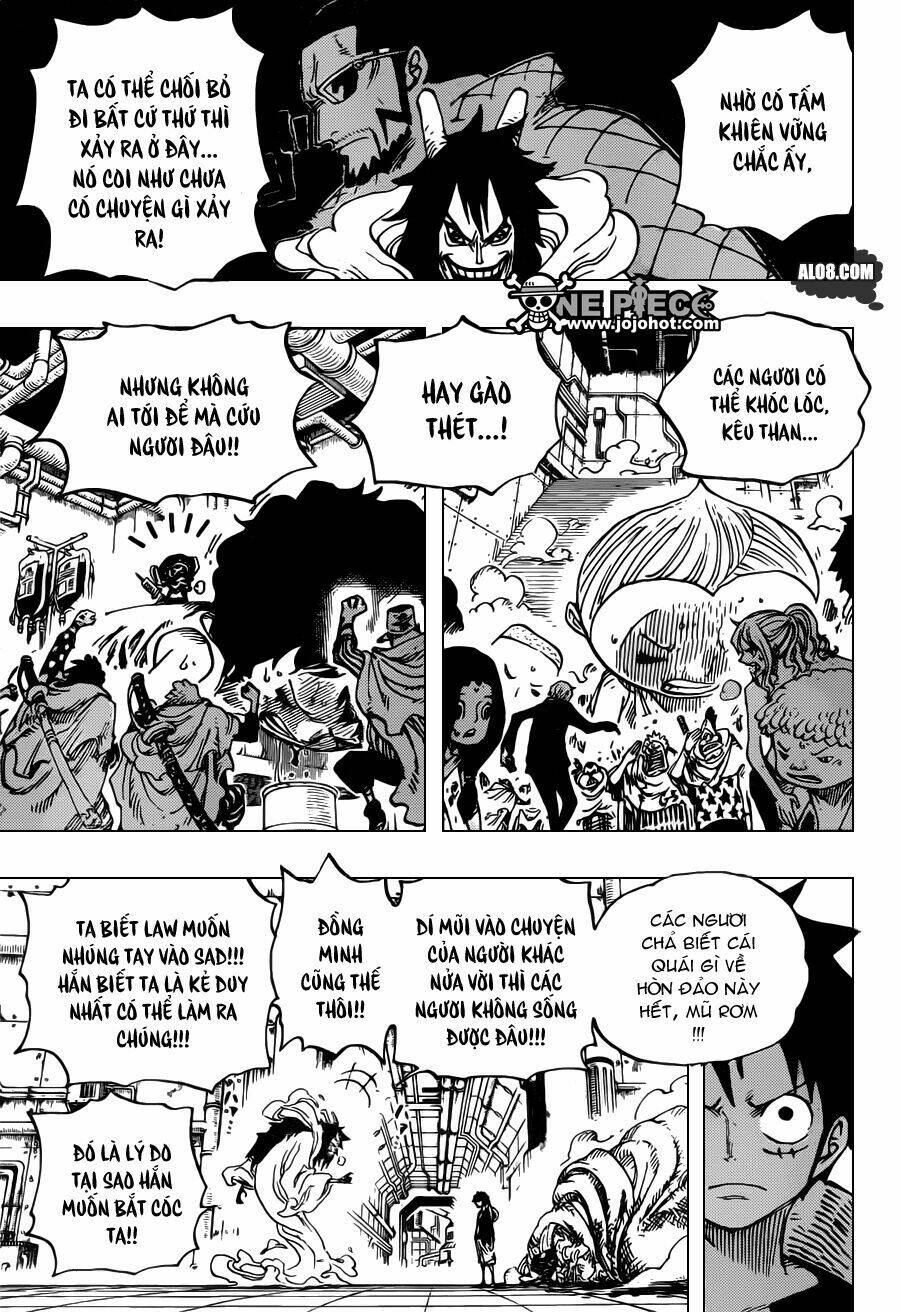 NHỜ CÓ TẤM
KHIÊN VỮNG
CHẮC ẤY,
TA CÓ THỂ CHỐI BỎ
ĐI BẤT CỨ THỨ THÌ
XẢY RA Ở ĐÂY...
NÓ COI NHƯ CHƯA
CÓ CHUYỆN GÌ XẢY
RA!
ALO8.COM
ONE PIECE
www.jojohot.com
CÁC NGƯỜI CÓ
THỂ KHÓC LÓC,
KÊU THAN...
HAY GÀO
THÉT...!
NHƯNG KHÔNG
AI TỚI ĐỂ MÀ CỨU
NGƯỜI ĐÂU!!
CÁC NGƯƠI
CHẢ BIẾT CÁI
QUÁI GÌ VỀ
HÒN ĐẢO NÀY
HẾT, MŨ RƠM
!!!
DÍ MŨI VÀO CHUYỆN
CỦA NGƯỜI KHÁC
NỬA VỜI THÌ CÁC
NGƯỜI KHÔNG SỐNG
ĐƯỢC ĐÂU!!!
ĐỒNG
MINH
CŨNG THẾ
THÔI!!
TA BIẾT LAW MUỐN
NHÚNG TAY VÀO SAD!!!
HẮN BIẾT TA LÀ KẺ DUY
NHẤT CÓ THỂ LÀM RA
CHÚNG!!!
ĐÓ LÀ LÝ DO
TẠI SAO HẮN
MUỐN BẮT CÓC
TA!!